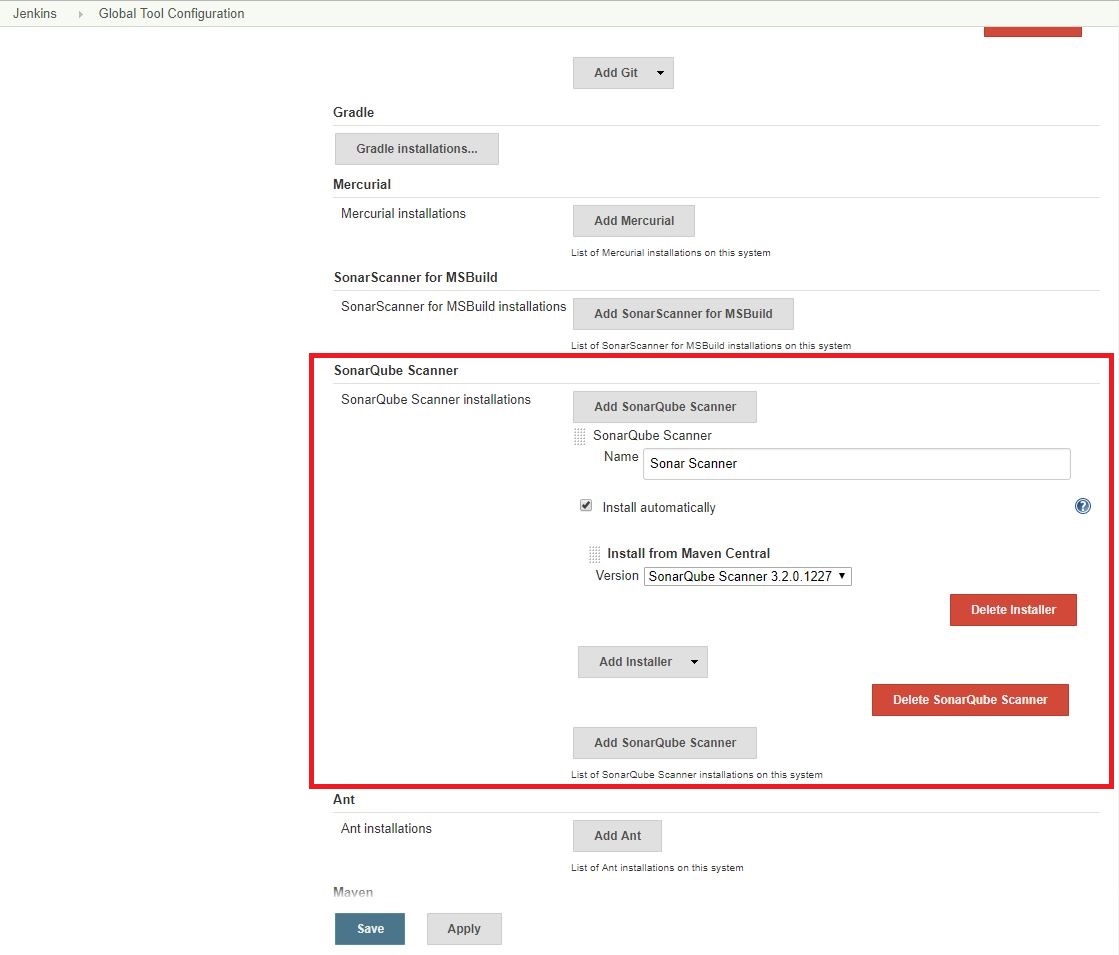 Jenkins Global Tool Configuration
Add Git
Gradle
Gradle installations...
Mercurial
Mercurial installations Add Mercurial
List of Mercurial installations on this system
SonarScanner for MSBuild
SonarScanner for MSBuild installations Add SonarScanner for MSBuild
List of SonarScanner for MSBuild installations on this system
SonarQube Scanner
SonarQube Scanner installations Add SonarQube Scanner
SonarQube Scanner
Name Sonar Scanner
Install automatically ?
Install from Maven Central
Version SonarQube Scanner 3.2.0.1227
Delete Installer
Add Installer
Delete SonarQube Scanner
Add SonarQube Scanner
List of SonarQube Scanner installations on this system
Ant
Ant installations Add Ant
List of Ant installations on this system
Maven
Save Apply